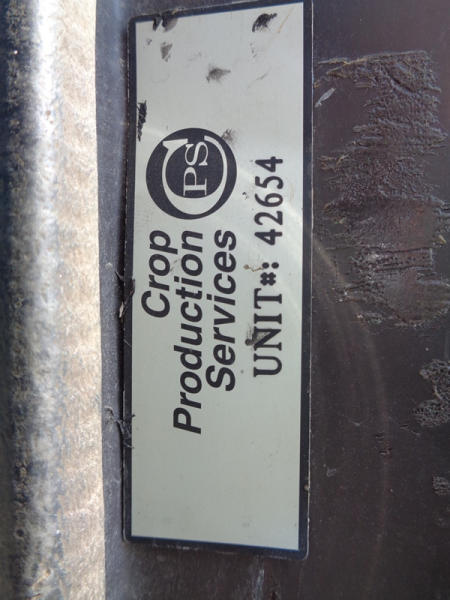 CPS
Crop
Production
Services
UNIT#: 42654